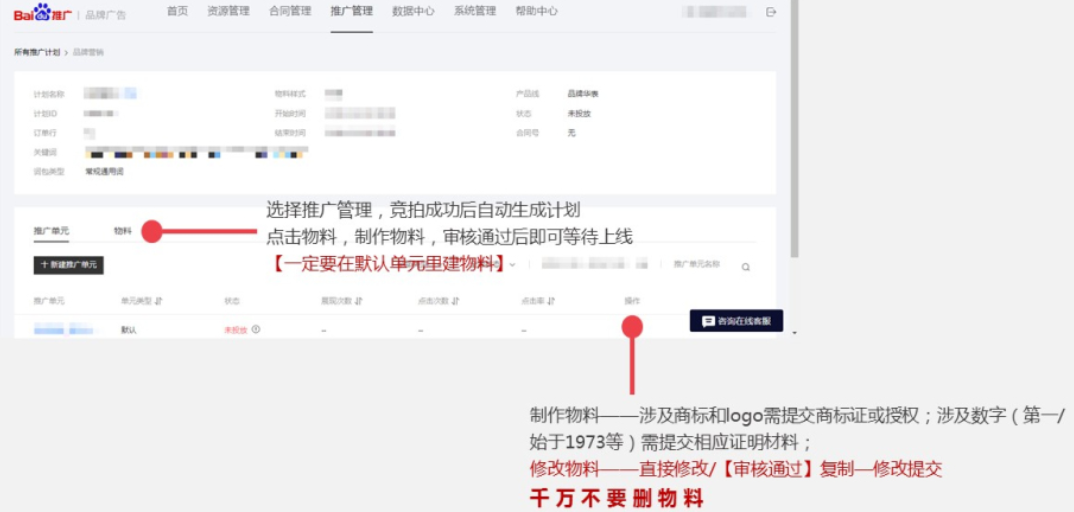 Bai du 推广 | 品牌广告 首页 资源管理 合同管理 推广管理 数据中心 系统管理 帮助中心
所有推广计划 > 品牌营销
计划名称 物料样式 产品线 品牌华表
计划ID 开始时间 状态 未投放
订单行 结束时间 合同号 无
关键词
词包类型 常规通用词
选择推广管理，竞拍成功后自动生成计划
推广单元 物料
点击物料，制作物料，审核通过后即可等待上线
+ 新建推广单元
【一定要在默认单元里建物料】
推广单元名称
推广单元 单元类型 状态 展现次数 点击次数 点击率 操作
默认 未投放 – – –
咨询在线客服
制作物料——涉及商标和logo需提交商标证或授权；涉及数字（第一/
始于1973等）需提交相应证明材料；
修改物料——直接修改/【审核通过】复制—修改提交
千万不要删物料